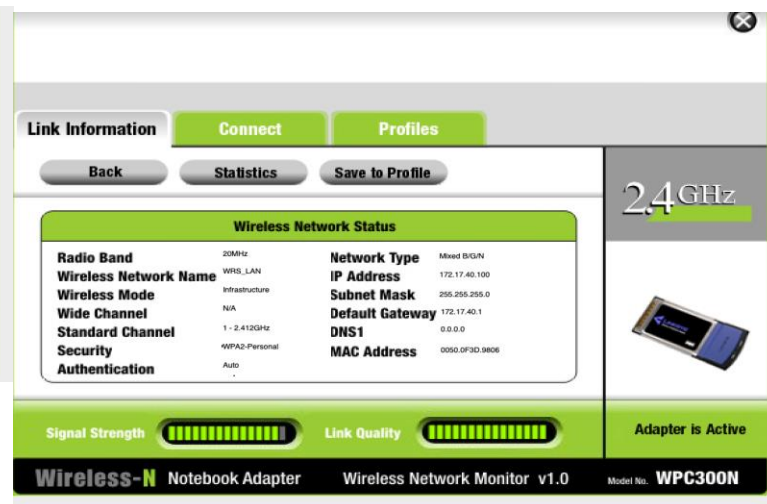 Link Information Connect Profiles
Back Statistics Save to Profile
2.4GHz
Wireless Network Status
Radio Band 20MHz Network Type Mixed B/G/N
Wireless Network Name WRS_LAN IP Address 172.17.40.100
Wireless Mode Infrastructure Subnet Mask 255.255.255.0
Wide Channel N/A Default Gateway 172.17.40.1
Standard Channel 1 - 2.412GHz DNS1 0.0.0.0
Security WPA2-Personal MAC Address 0050.0F3D.9806
Authentication Auto
Signal Strength Link Quality Adapter is Active
Wireless-N Notebook Adapter Wireless Network Monitor v1.0 Model No. WPC300N